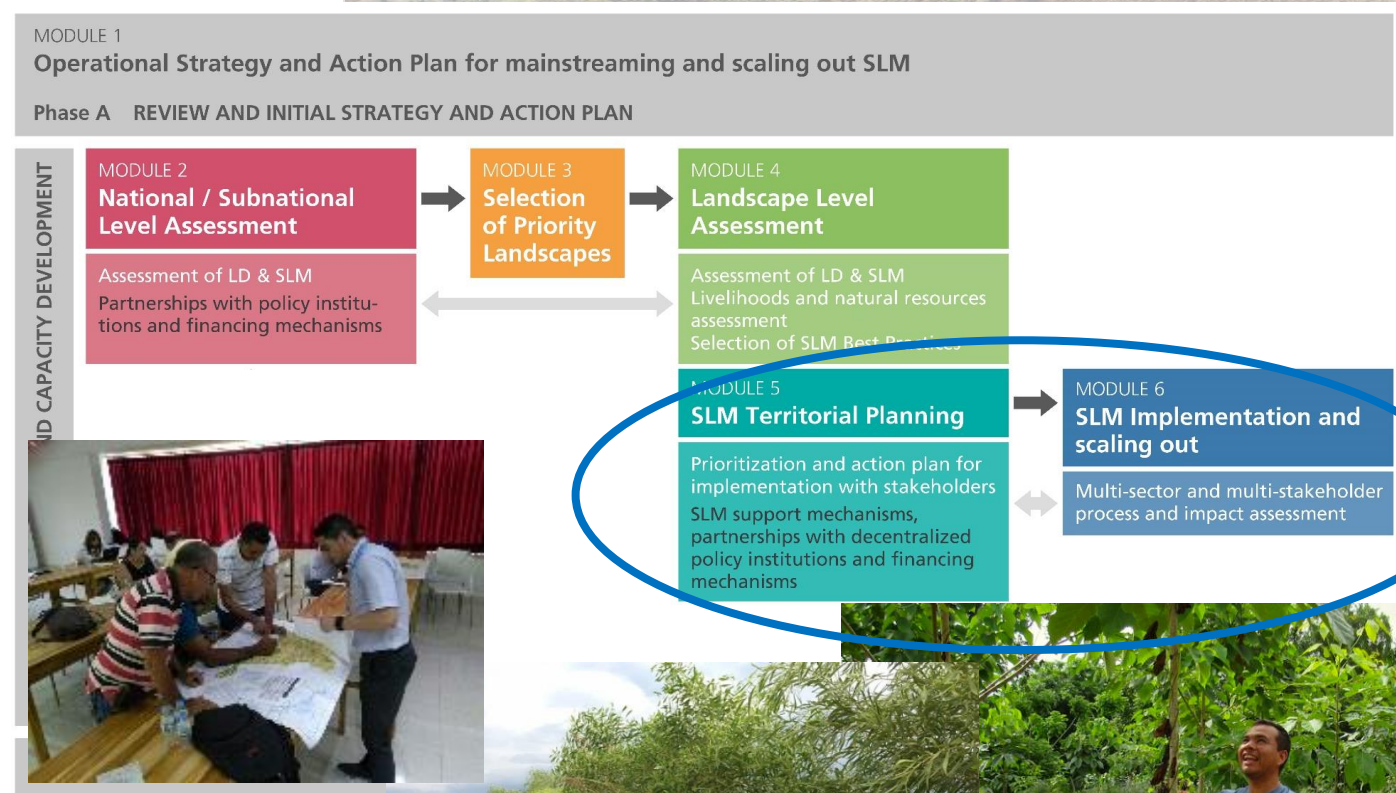 MODULE 1
Operational Strategy and Action Plan for mainstreaming and scaling out SLM
Phase A REVIEW AND INITIAL STRATEGY AND ACTION PLAN
CAPACITY DEVELOPMENT
MODULE 2
National / Subnational
Level Assessment
Assessment of LD & SLM
Partnerships with policy institu-
tions and financing mechanisms
MODULE 3
Selection
of Priority
Landscapes
MODULE 4
Landscape Level
Assessment
Assessment of LD & SLM
Livelihoods and natural resources
assessment
Selection of SLM Best Practices
MODULE 5
SLM Territorial Planning
Prioritization and action plan for
implementation with stakeholders
SLM support mechanisms,
partnerships with decentralized
policy institutions and financing
mechanisms
MODULE 6
SLM Implementation and
scaling out
Multi-sector and multi-stakeholder
process and impact assessment